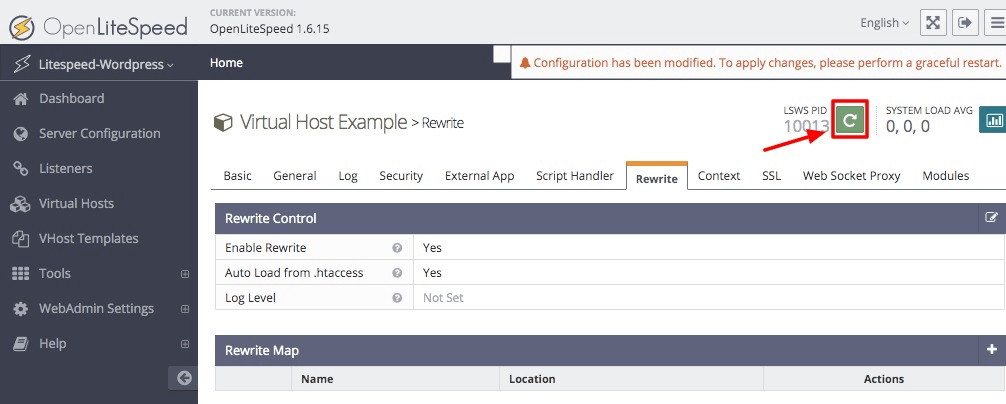 OpenLiteSpeed
CURRENT VERSION:
OpenLiteSpeed 1.6.15
English
Litespeed-Wordpress
Home
Configuration has been modified. To apply changes, please perform a graceful restart.
Dashboard
Server Configuration
Listeners
Virtual Hosts
VHost Templates
Tools
WebAdmin Settings
Help
Virtual Host Example > Rewrite
LSWS PID
10013
SYSTEM LOAD AVG
0, 0, 0
Basic General Log Security External App Script Handler Rewrite Context SSL Web Socket Proxy Modules
Rewrite Control
Enable Rewrite Yes
Auto Load from .htaccess Yes
Log Level Not Set
Rewrite Map
Name Location Actions